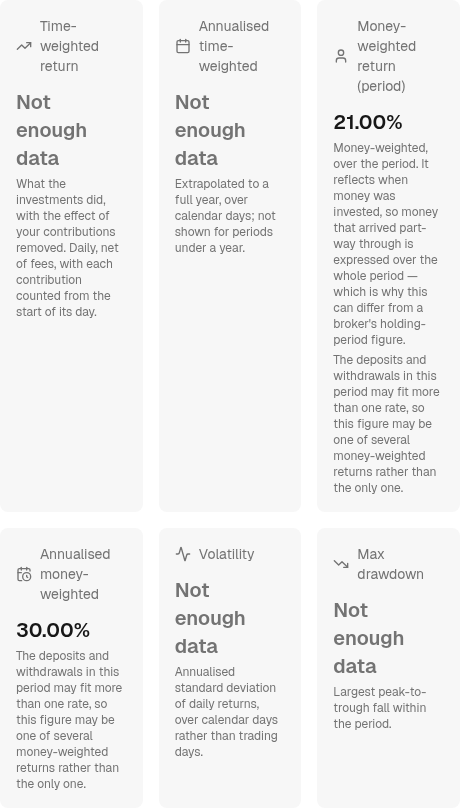 Time-
weighted
return
Not
enough
data
What the
investments did,
with the effect of
your contributions
removed. Daily, net
of fees, with each
contribution
counted from the
start of its day.
Annualised
time-
weighted
Not
enough
data
Extrapolated to a
full year, over
calendar days; not
shown for periods
under a year.
Money-
weighted
return
(period)
21.00%
Money-weighted,
over the period. It
reflects when
money was
invested, so money
that arrived part-
way through is
expressed over the
whole period —
which is why this
can differ from a
broker's holding-
period figure.
The deposits and
withdrawals in this
period may fit more
than one rate, so
this figure may be
one of several
money-weighted
returns rather than
the only one.
Annualised
money-
weighted
30.00%
The deposits and
withdrawals in this
period may fit more
than one rate, so
this figure may be
one of several
money-weighted
returns rather than
the only one.
Volatility
Not
enough
data
Annualised
standard deviation
of daily returns,
over calendar days
rather than trading
days.
Max
drawdown
Not
enough
data
Largest peak-to-
trough fall within
the period.